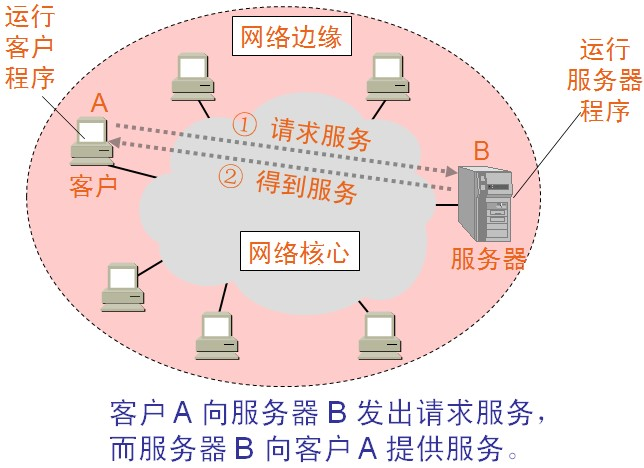 运行
客户
程序
网络边缘
运行
服务器
程序
A
① 请求服务
B
② 得到服务
客户
网络核心
服务器
客户 A 向服务器 B 发出请求服务，
而服务器 B 向客户 A 提供服务。